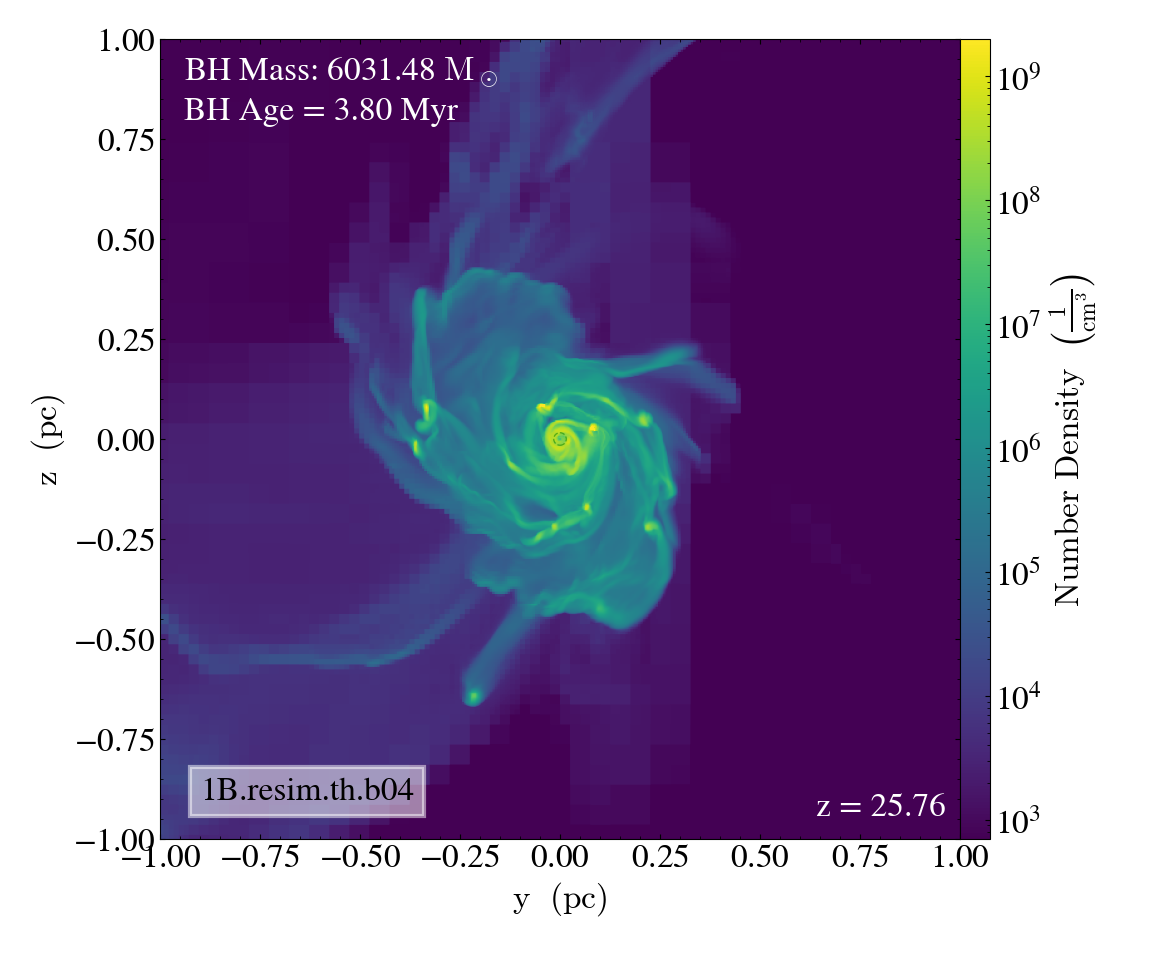 BH Mass: 6031.48 M⊙
BH Age = 3.80 Myr
1.00
0.75
0.50
0.25
0.00
−0.25
−0.50
−0.75
−1.00
z (pc)
1B.resim.th.b04
z = 25.76
−1.00 −0.75 −0.50 −0.25 0.00 0.25 0.50 0.75 1.00
y (pc)
10⁹
10⁸
10⁷
10⁶
10⁵
10⁴
10³
Number Density (1/cm³)